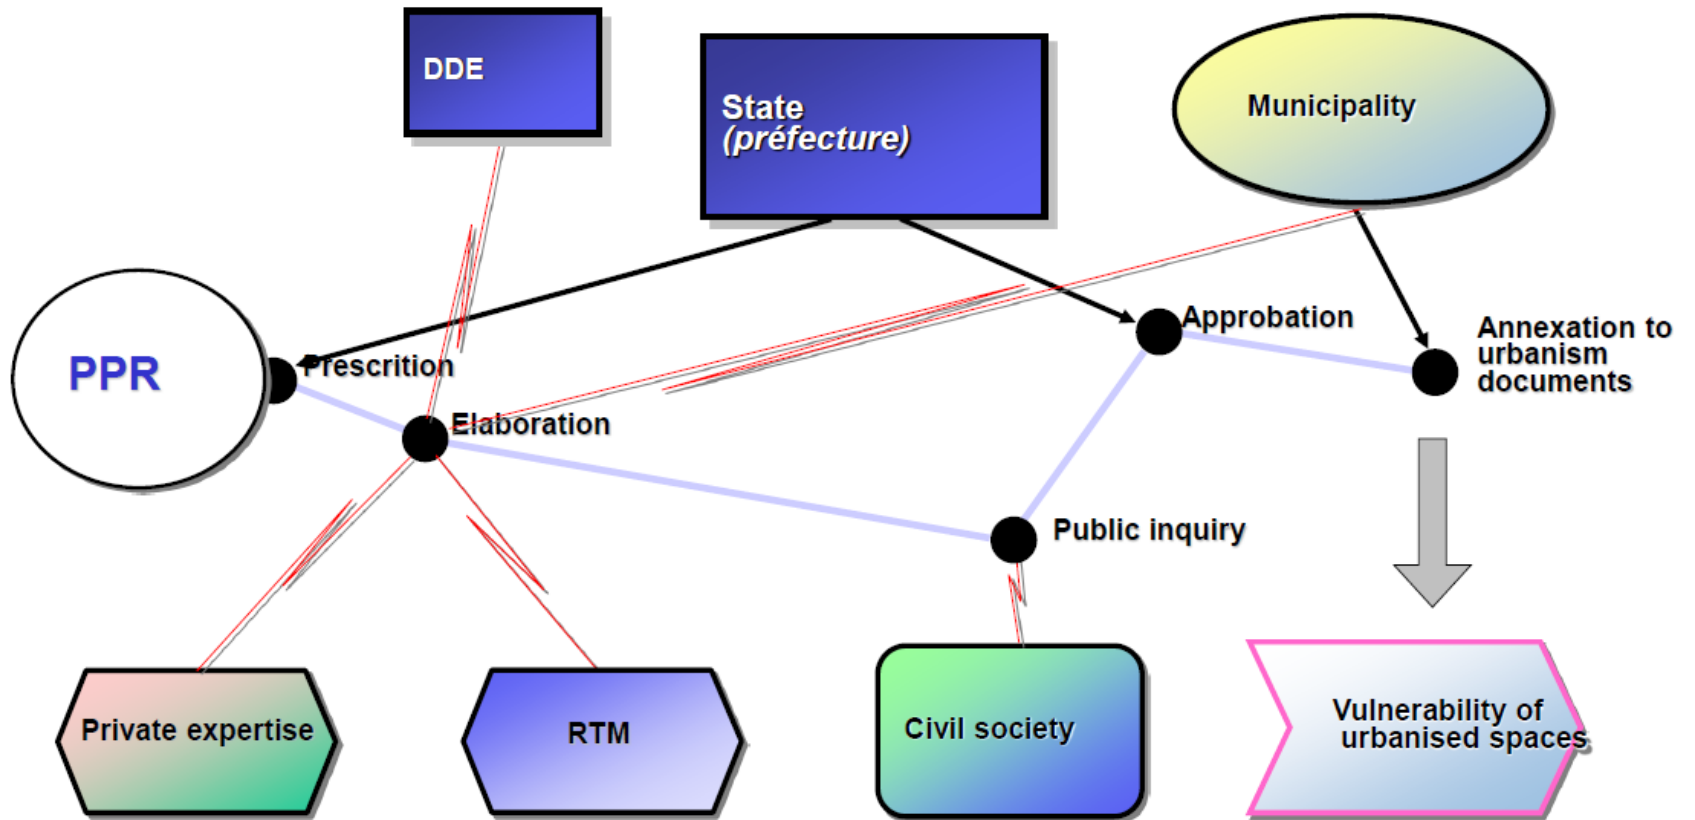 DDE
State
(préfecture)
Municipality
PPR
Prescrition
Elaboration
Approbation
Annexation to
urbanism
documents
Public inquiry
Private expertise
RTM
Civil society
Vulnerability of
urbanised spaces